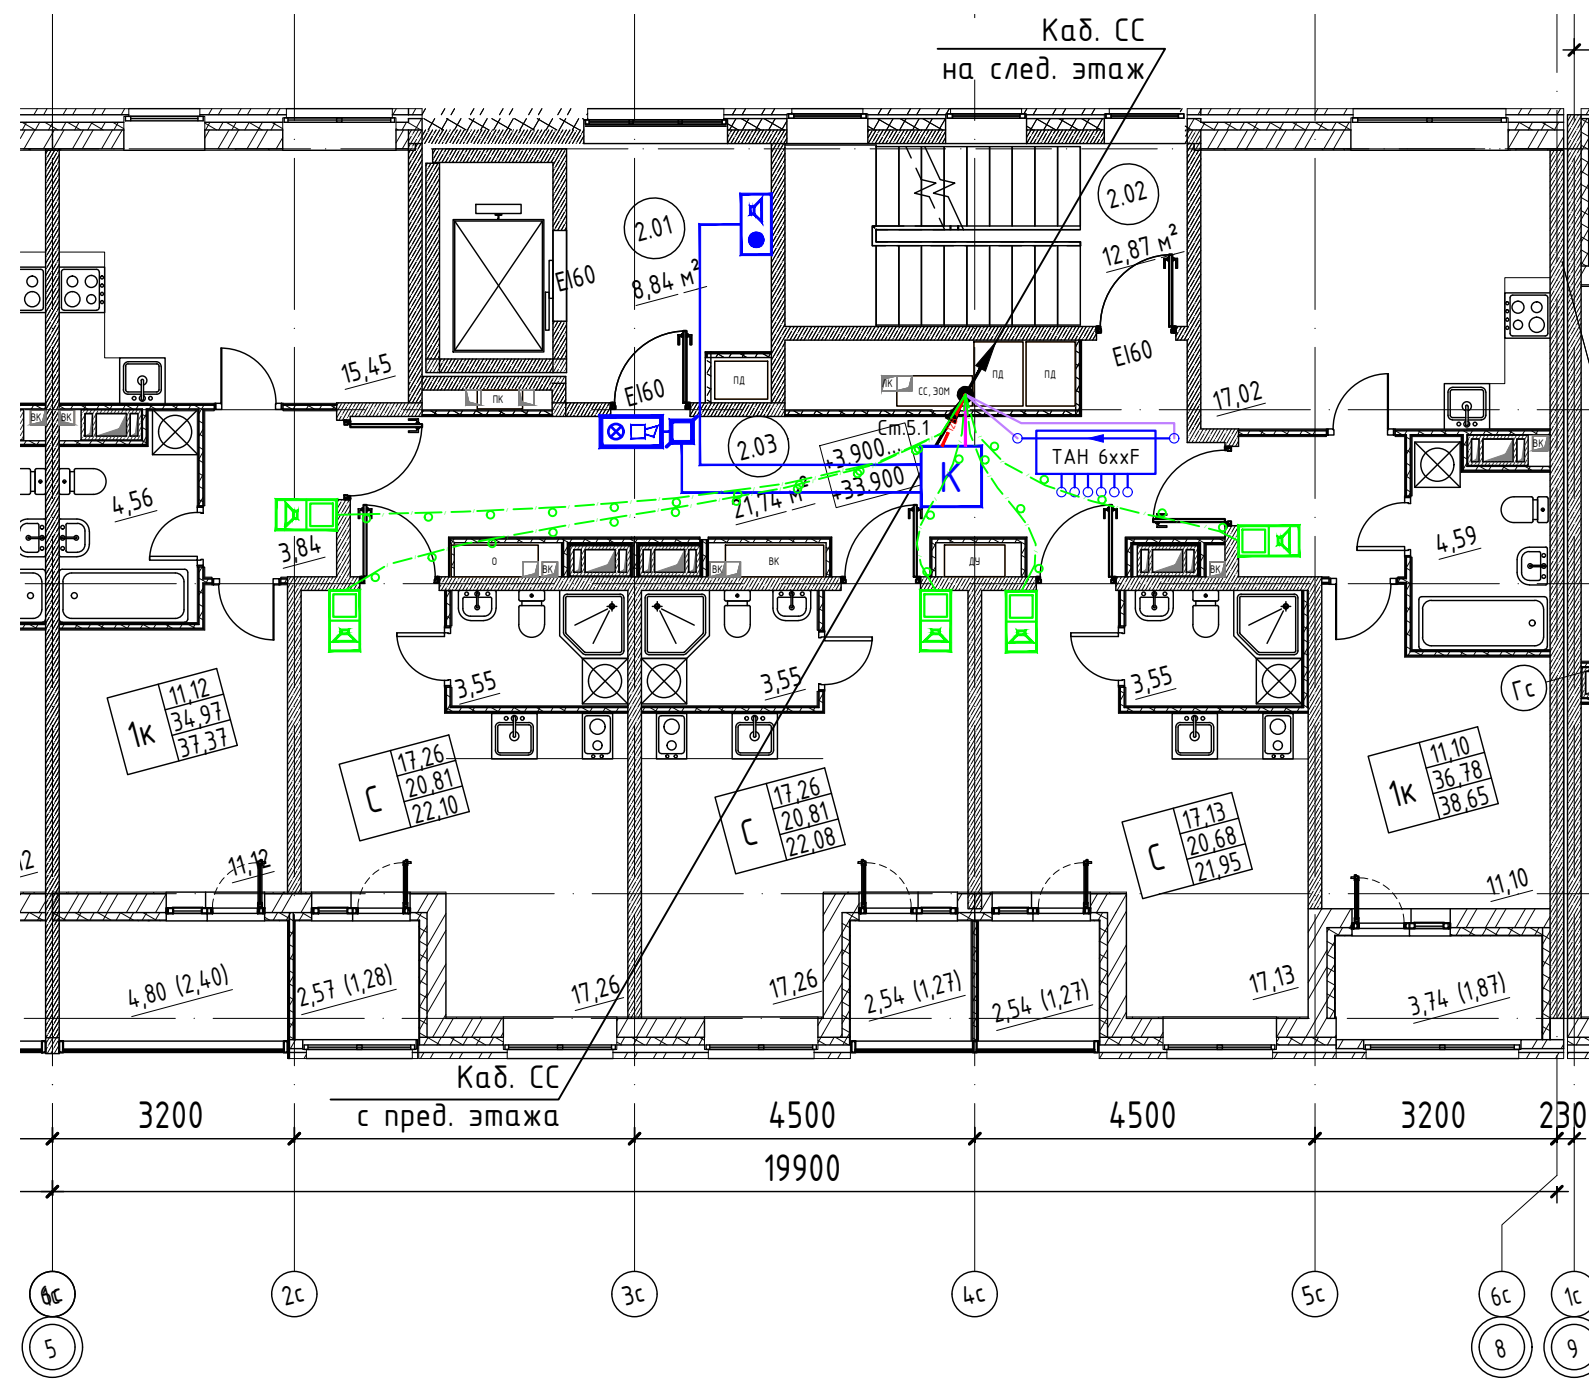 Каб. СС
на след. этаж
2.01
8,84 м²
EI60
2.02
12,87 м²
EI60
15,45
17,02
EI60
ПК
ПД
ПК
СС, ЭОМ
ПД
ПД
ВК
ВК
ВК
2.03
Ст.5.1
+3.900...
+33.900
21,74 м²
К
ТАН 6xxF
4,56
3,84
4,59
О
ВК
ВК
ВК
ДУ
ВК
3,55
3,55
3,55
Гс
1к
11,12
34,97
37,37
С
17,26
20,81
22,10
С
17,26
20,81
22,08
С
17,13
20,68
21,95
1к
11,10
36,78
38,65
11,12
11,10
4,80 (2,40)
2,57 (1,28)
17,26
17,26
2,54 (1,27)
2,54 (1,27)
17,13
3,74 (1,87)
Каб. СС
с пред. этажа
3200
4500
4500
3200
230
19900
2с
3с
4с
5с
6с
1с
5
8
9